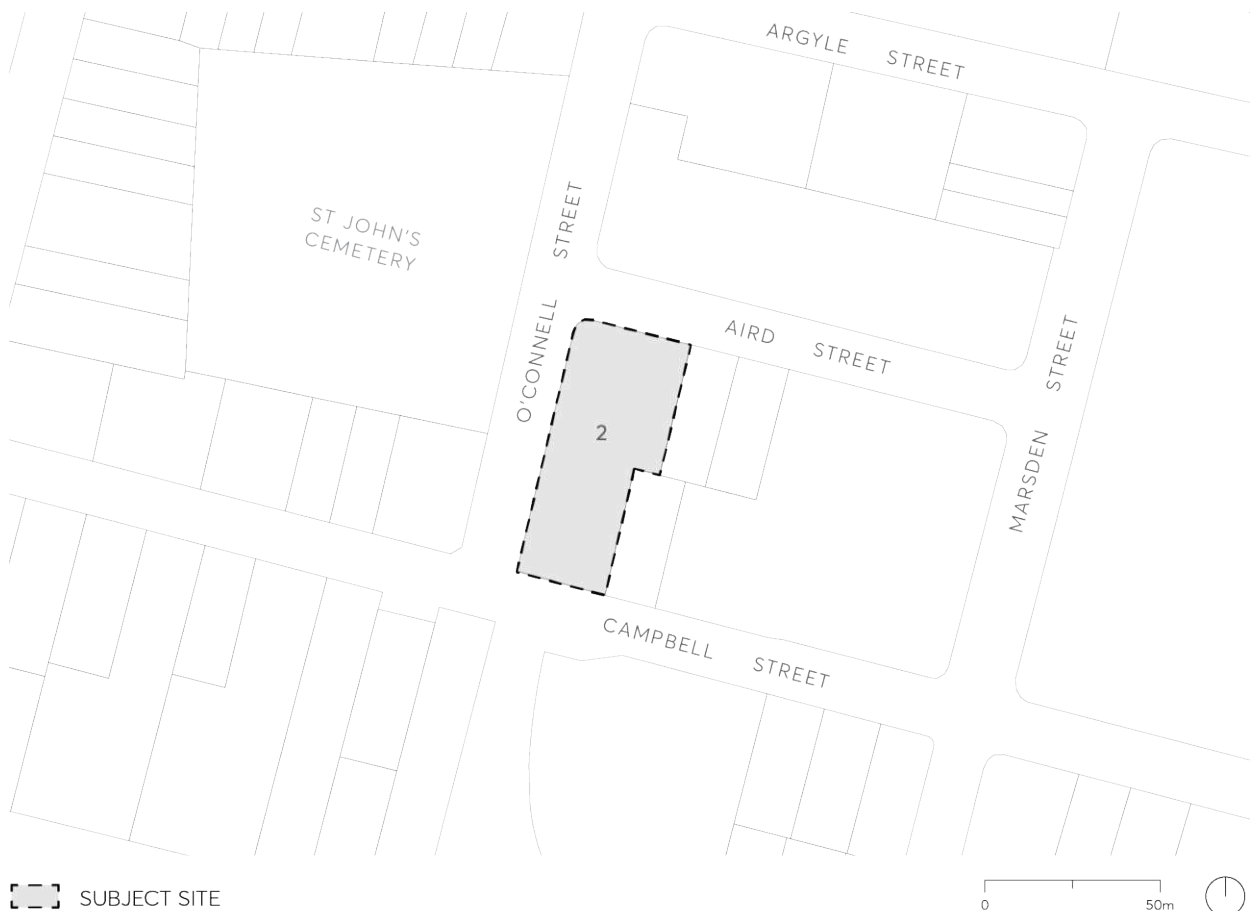 ARGYLE STREET
ST JOHN'S
CEMETERY
O'CONNELL STREET
AIRD STREET
MARSDEN STREET
2
CAMPBELL STREET
SUBJECT SITE
0 50m